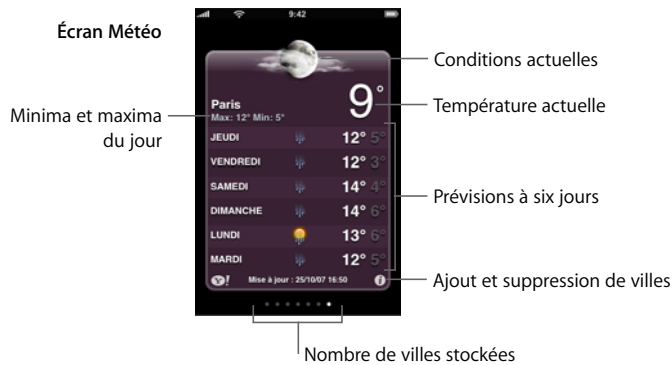 Écran Météo
9:42
Conditions actuelles
9°
Température actuelle
Paris
Max: 12° Min: 5°
Minima et maxima
du jour
JEUDI 12° 5°
VENDREDI 12° 3°
SAMEDI 14° 4°
DIMANCHE 14° 6°
LUNDI 13° 6°
MARDI 12° 5°
Prévisions à six jours
Y! Mise à jour : 25/10/07 16:50 i
Ajout et suppression de villes
Nombre de villes stockées